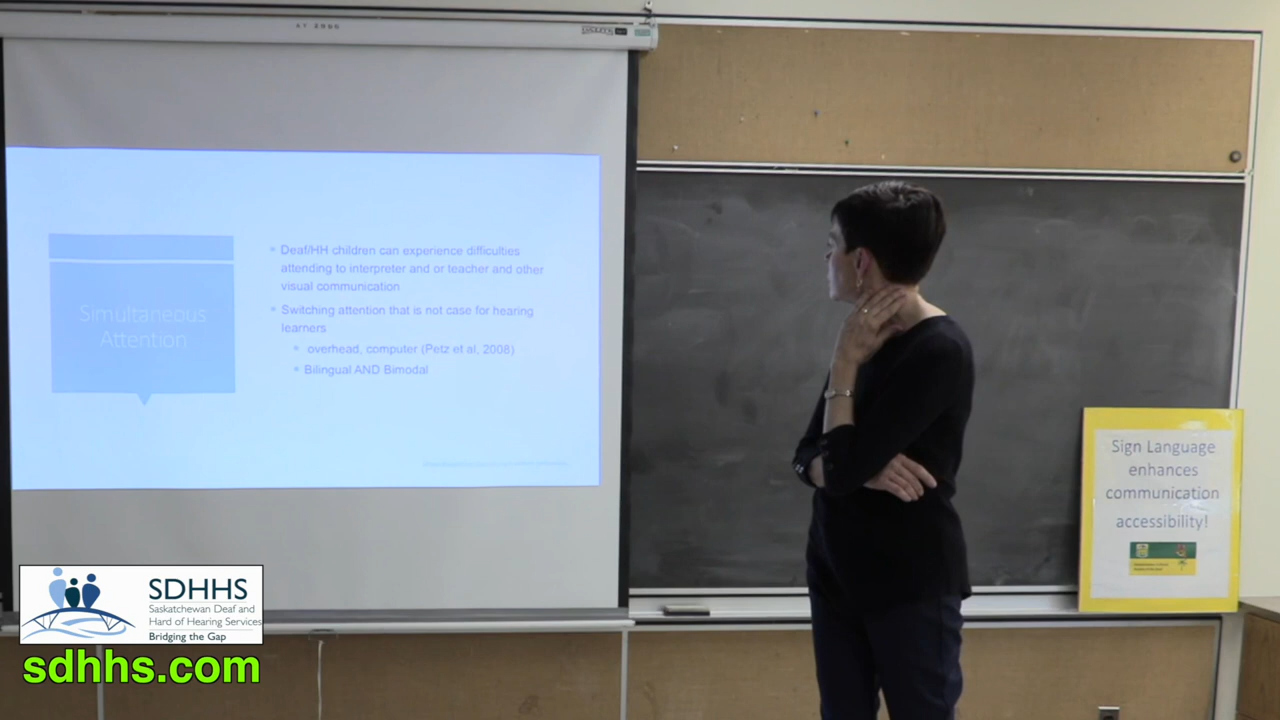 Simultaneous
Attention
Deaf/HH children can experience difficulties
attending to interpreter and or teacher and other
visual communication
Switching attention that is not case for hearing
learners
overhead, computer (Petz et al, 2008)
Bilingual AND Bimodal
Sign Language
enhances
communication
accessibility!
SDHHS
Saskatchewan Deaf and
Hard of Hearing Services
Bridging the Gap
sdhhs.com